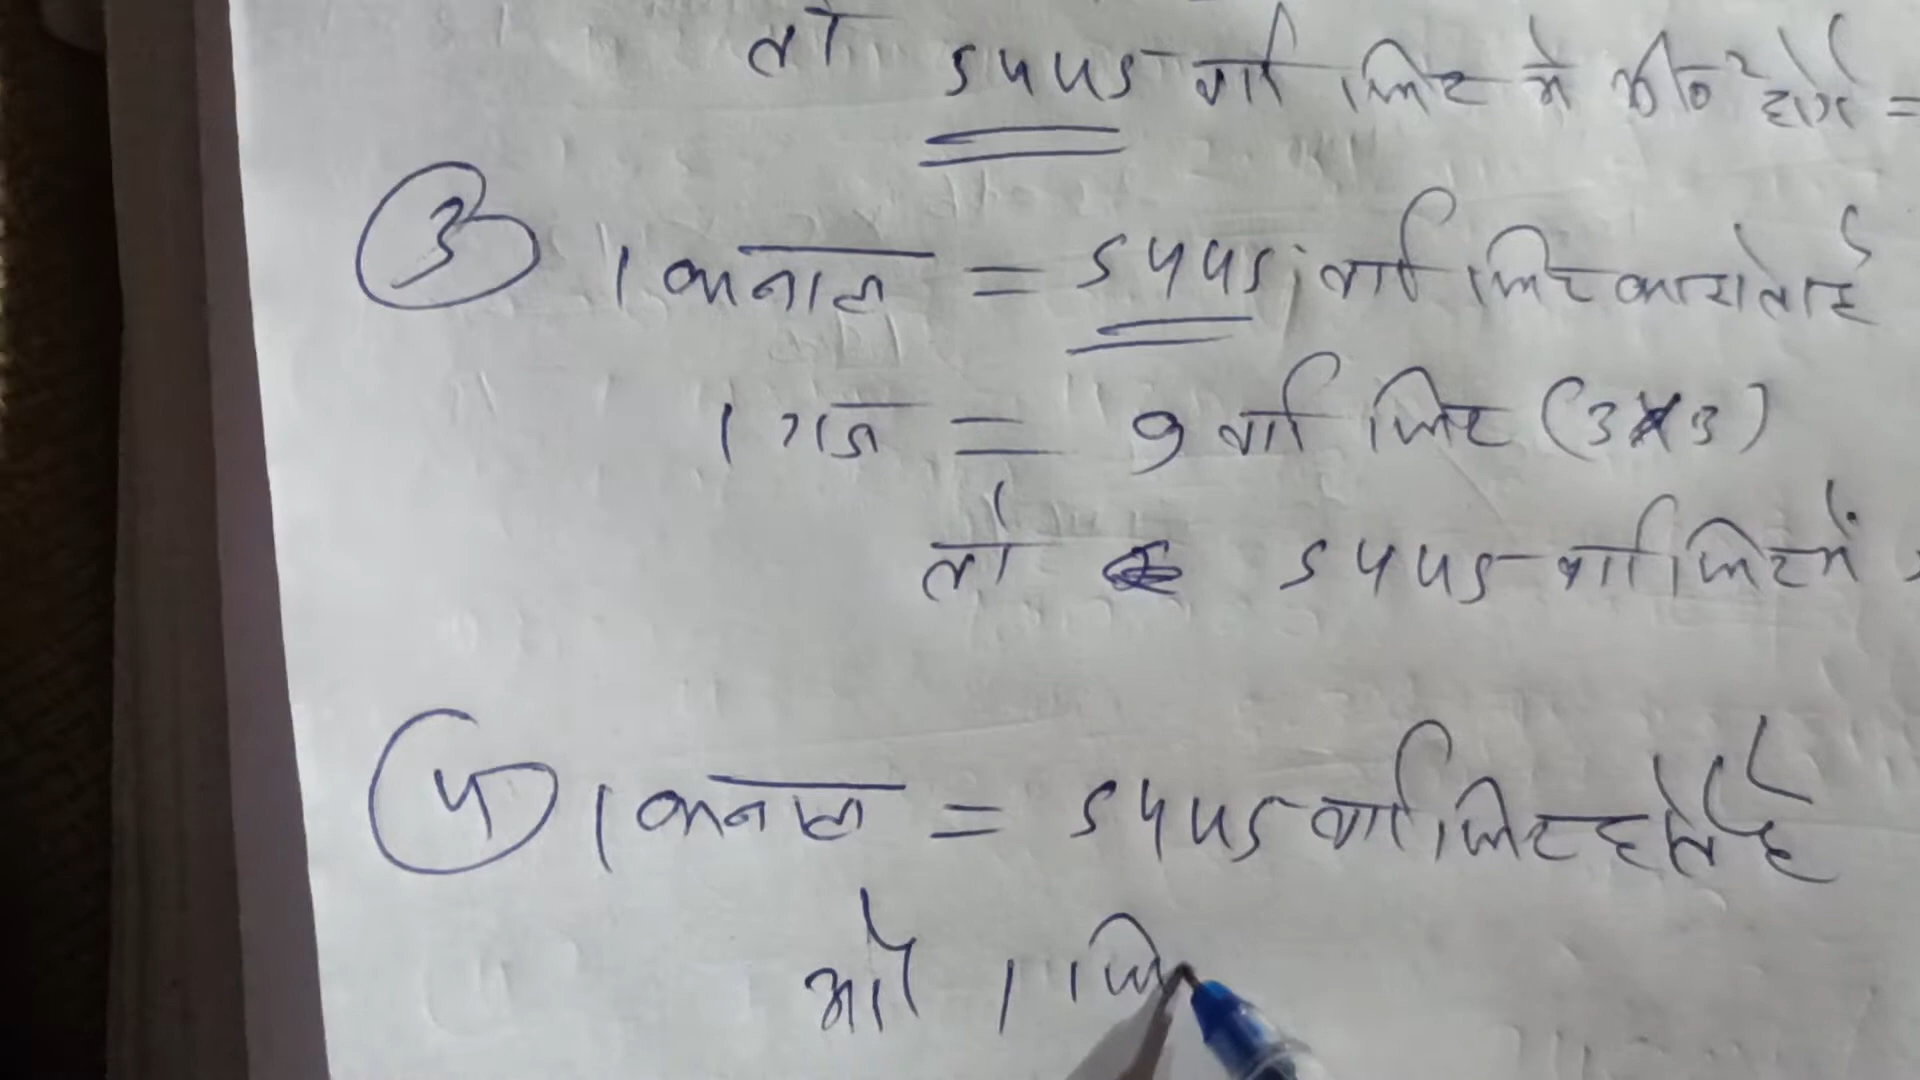 तो 5445 वर्ग फिट में होंगे =
③ 1 कनाल = 5445 वर्ग फिट का होता है
1 गज = 9 वर्ग फिट (3×3)
तो 5445 वर्ग फिट में
④ 1 कनाल = 5445 वर्ग फिट होते है
और 1 फि